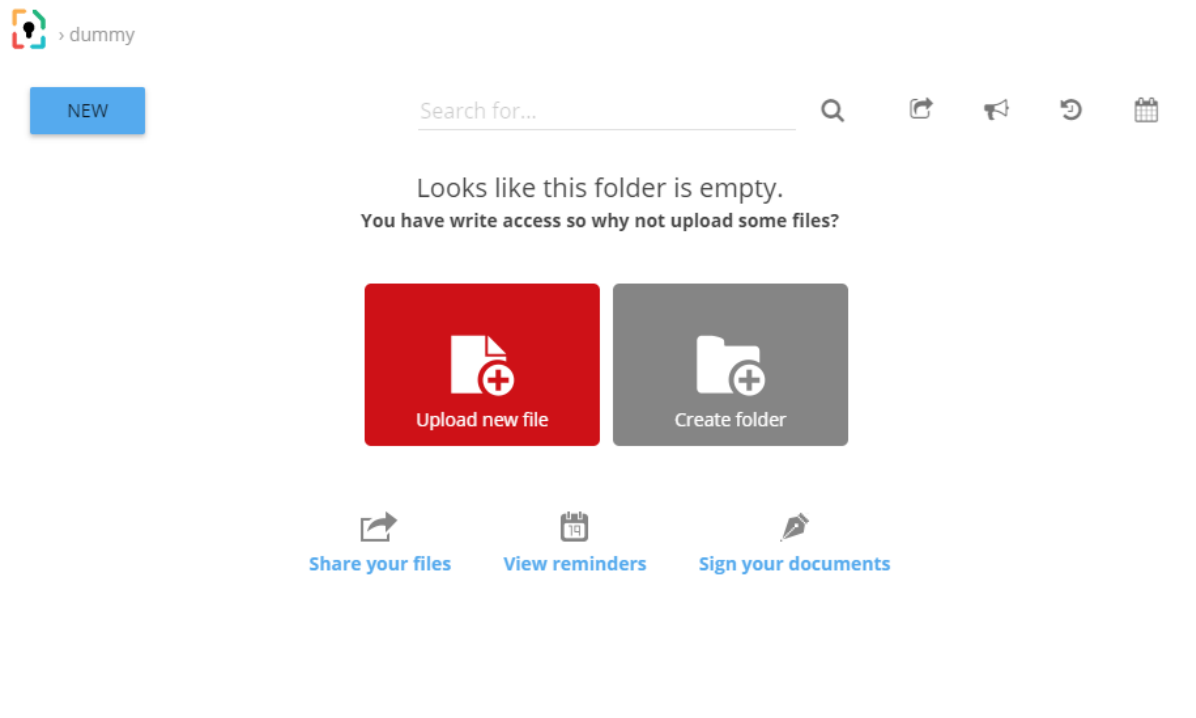 › dummy
NEW
Search for...
Looks like this folder is empty.
You have write access so why not upload some files?
Upload new file
Create folder
19
Share your files
View reminders
Sign your documents